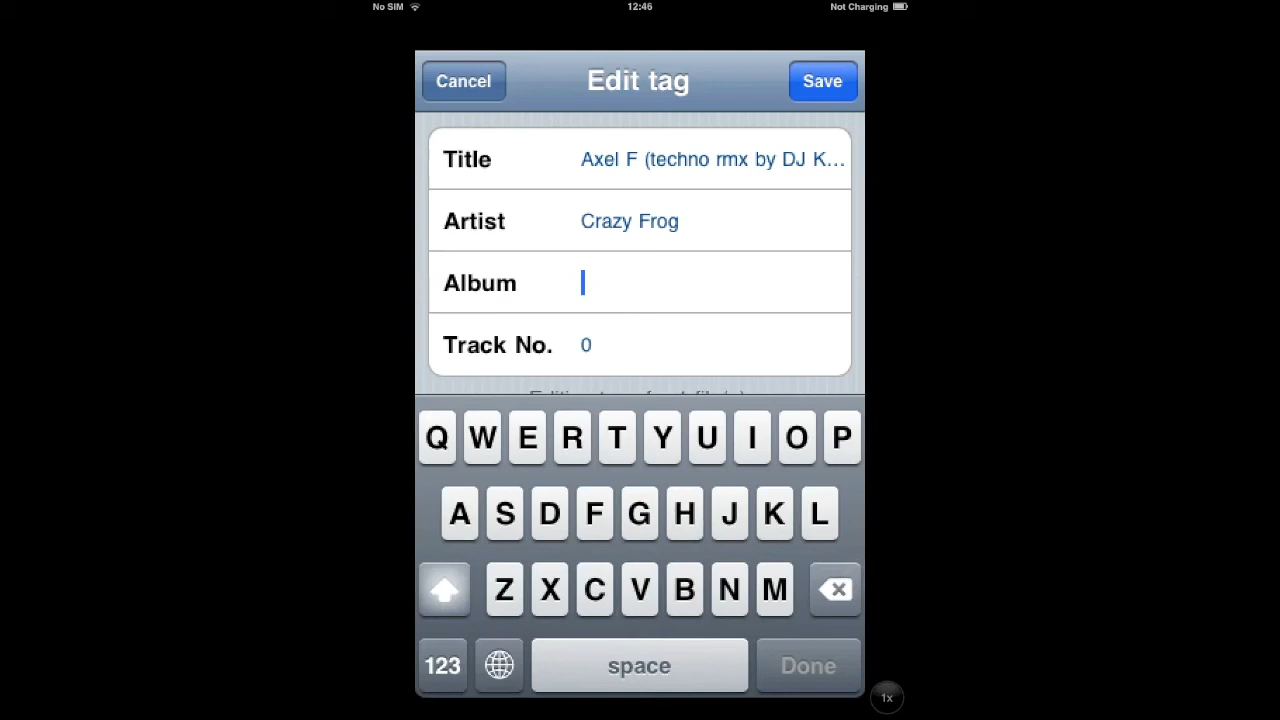 No SIM 12:46 Not Charging
Cancel Edit tag Save
Title Axel F (techno rmx by DJ K...
Artist Crazy Frog
Album
Track No. 0
Q W E R T Y U I O P
A S D F G H J K L
Z X C V B N M
123 space Done
1x